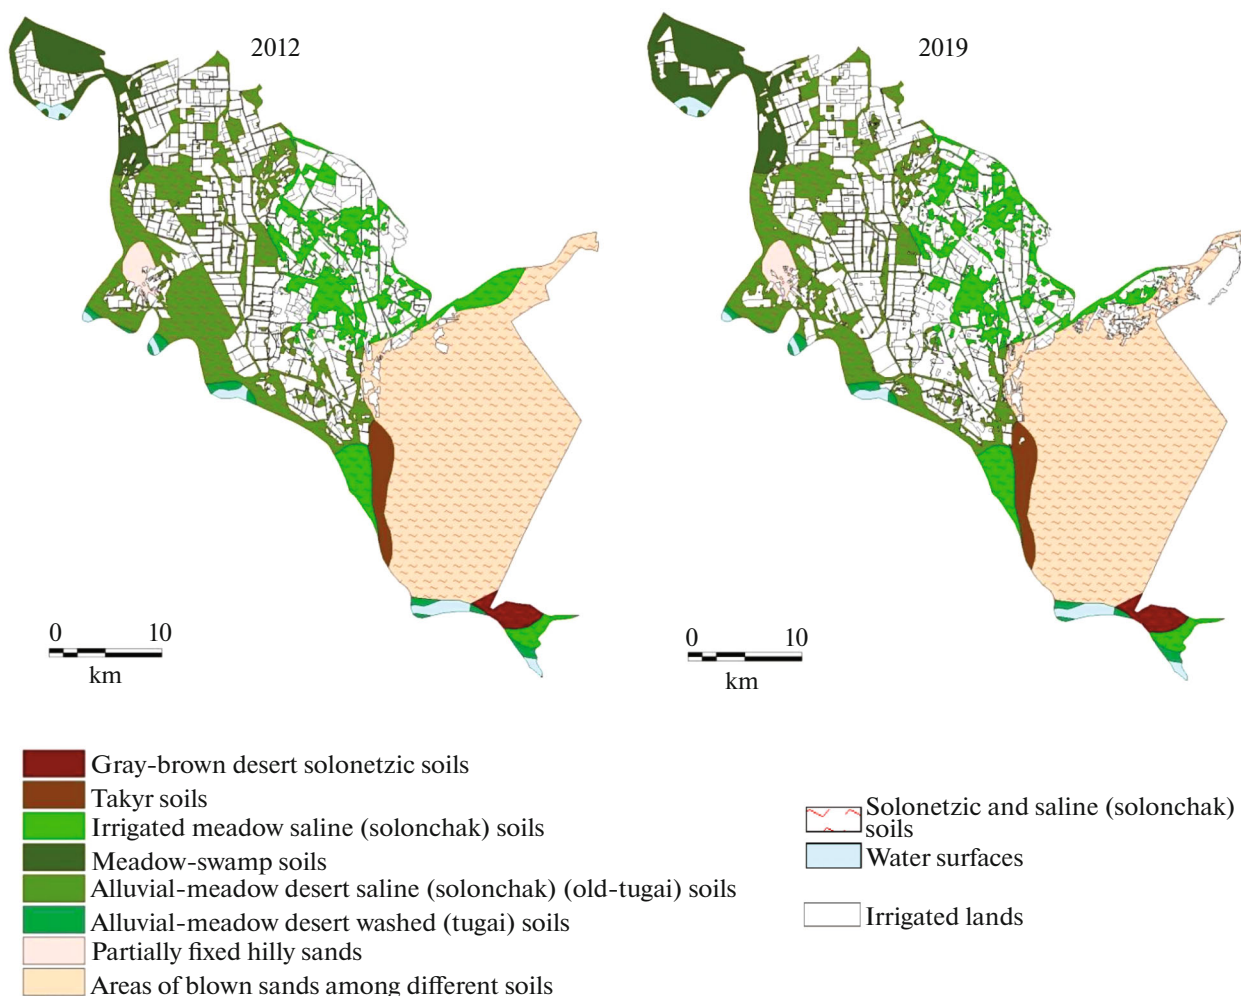 2012
2019
0 10
km
0 10
km
Gray-brown desert solonetzic soils
Takyr soils
Irrigated meadow saline (solonchak) soils
Meadow-swamp soils
Alluvial-meadow desert saline (solonchak) (old-tugai) soils
Alluvial-meadow desert washed (tugai) soils
Partially fixed hilly sands
Areas of blown sands among different soils
Solonetzic and saline (solonchak)
soils
Water surfaces
Irrigated lands